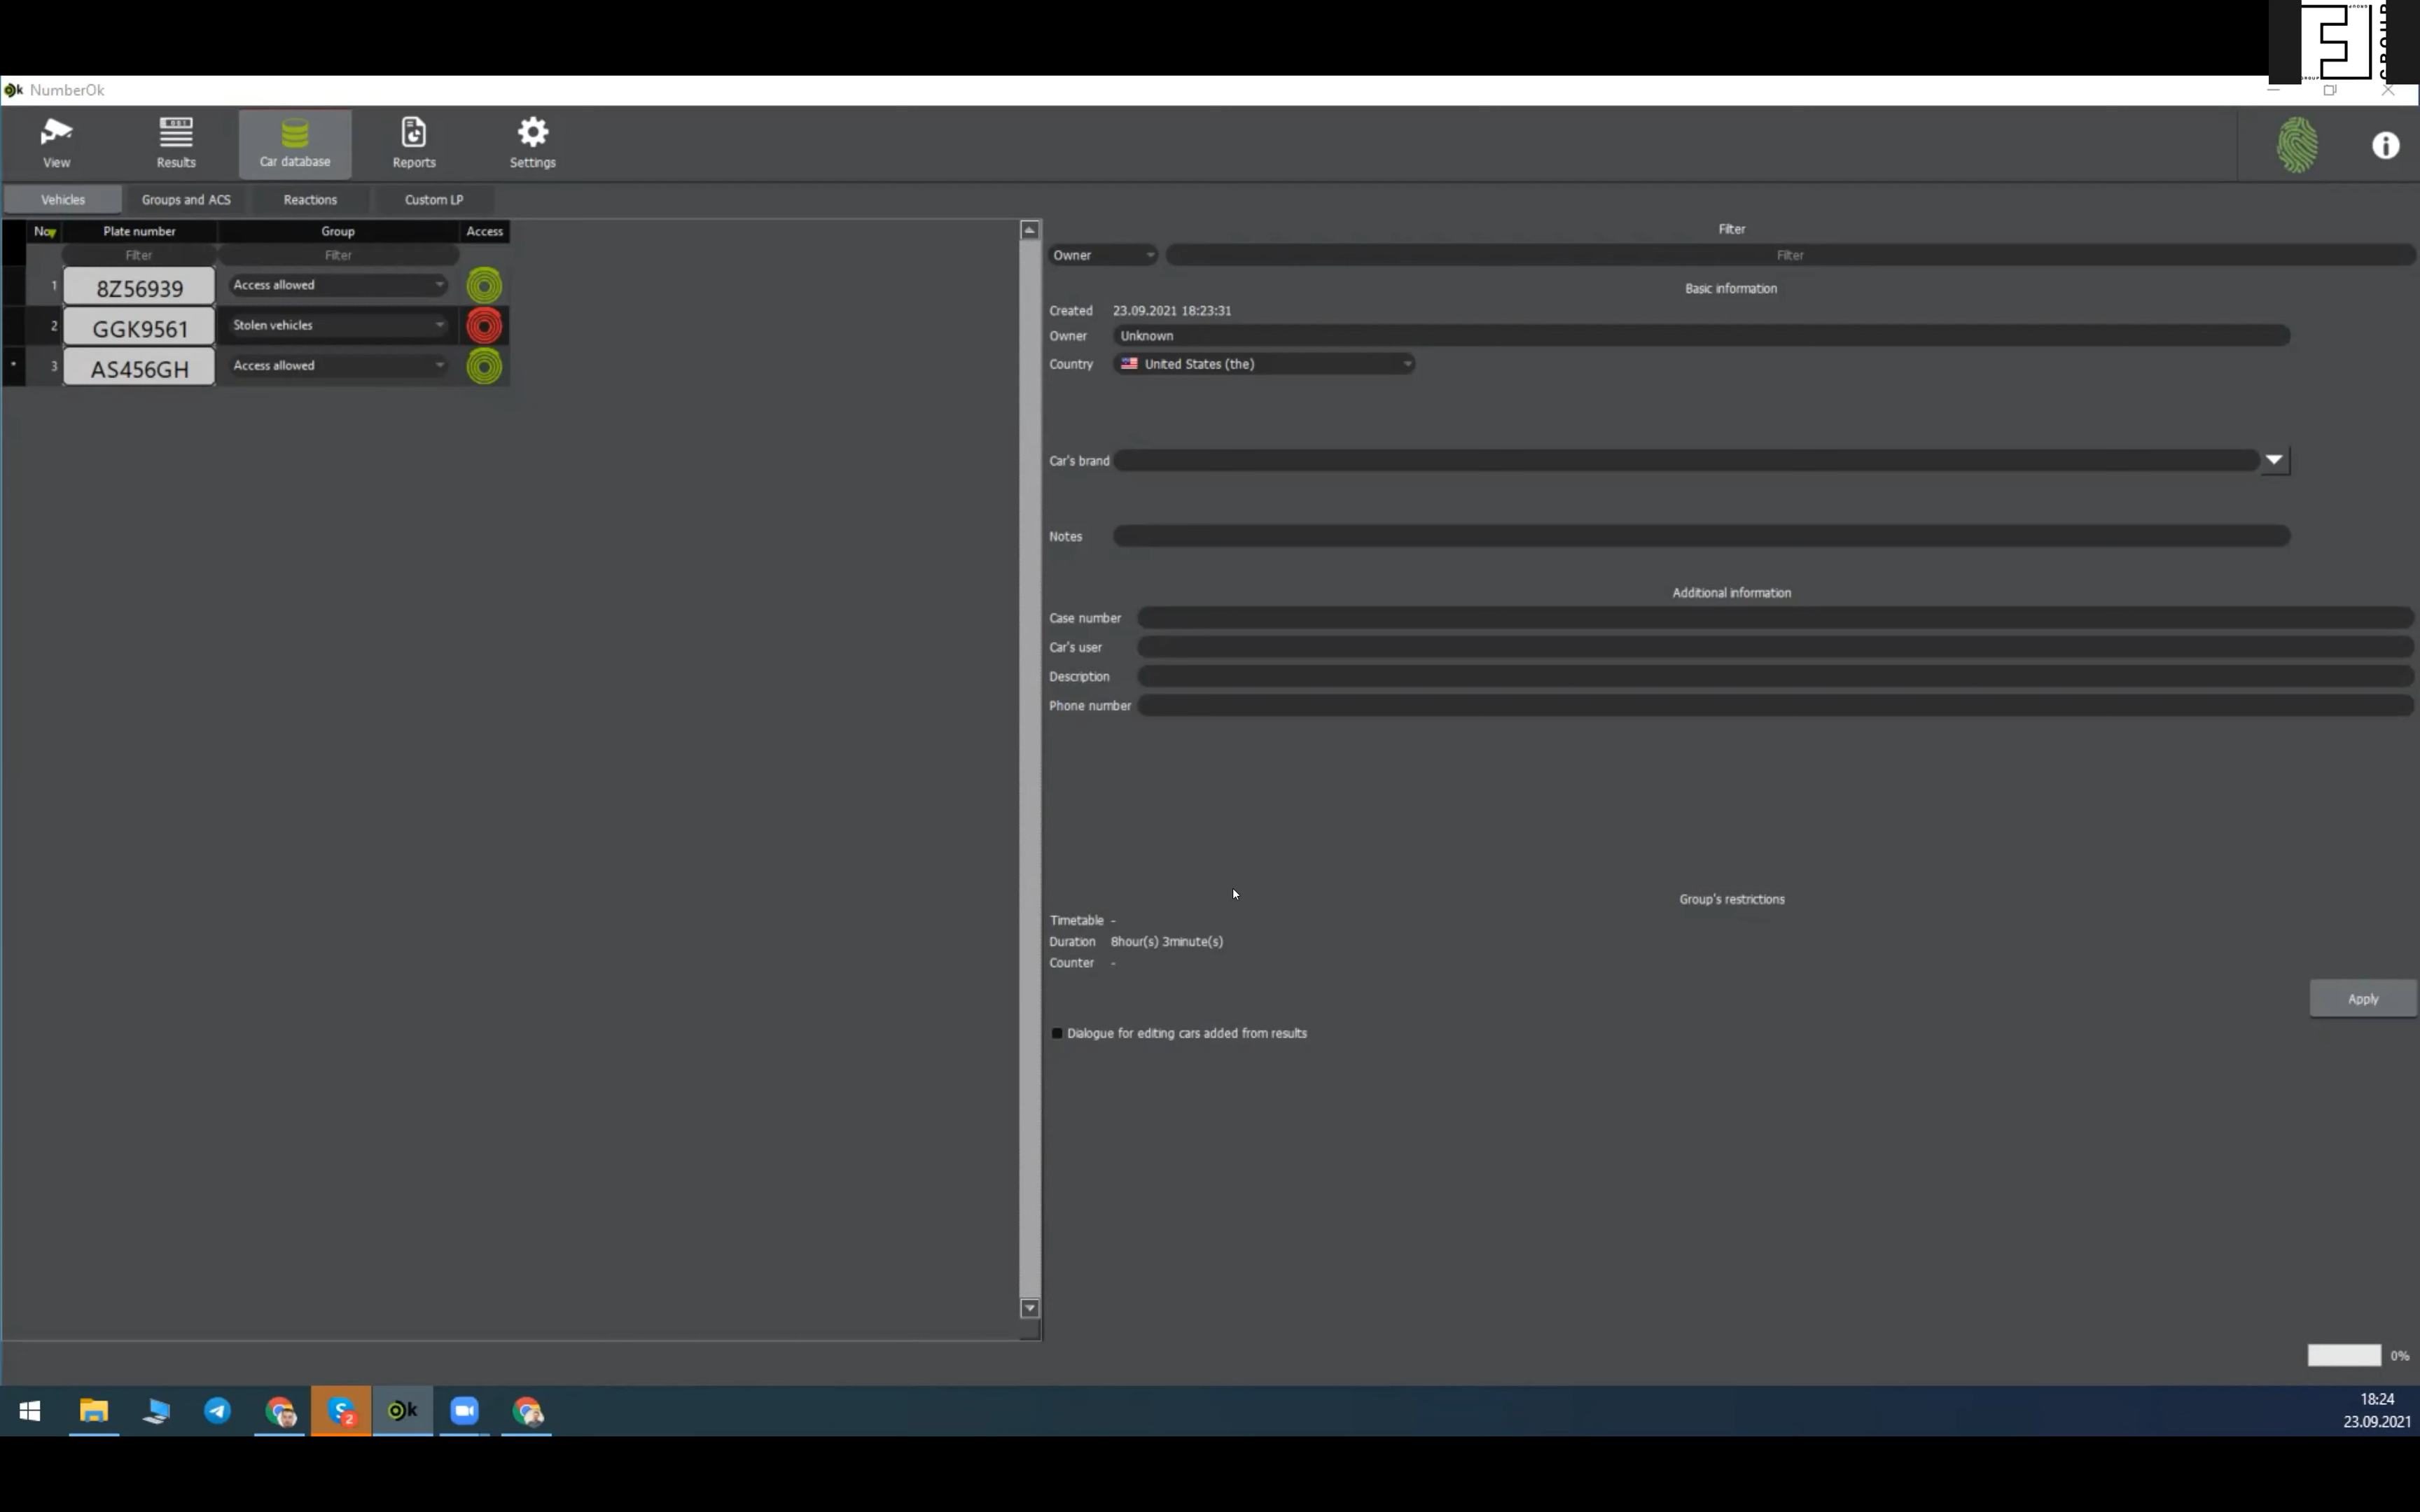 GROUP
NumberOk
View Results Car database Reports Settings
Vehicles Groups and ACS Reactions Custom LP
No Plate number Group Access
Filter Filter
1 8Z56939 Access allowed
2 GGK9561 Stolen vehicles
* 3 AS456GH Access allowed
Filter
Owner Filter
Basic information
Created 23.09.2021 18:23:31
Owner Unknown
Country United States (the)
Car's brand
Notes
Additional information
Case number
Car's user
Description
Phone number
Group's restrictions
Timetable -
Duration 8hour(s) 3minute(s)
Counter -
Apply
Dialogue for editing cars added from results
0%
2
k
18:24
23.09.2021